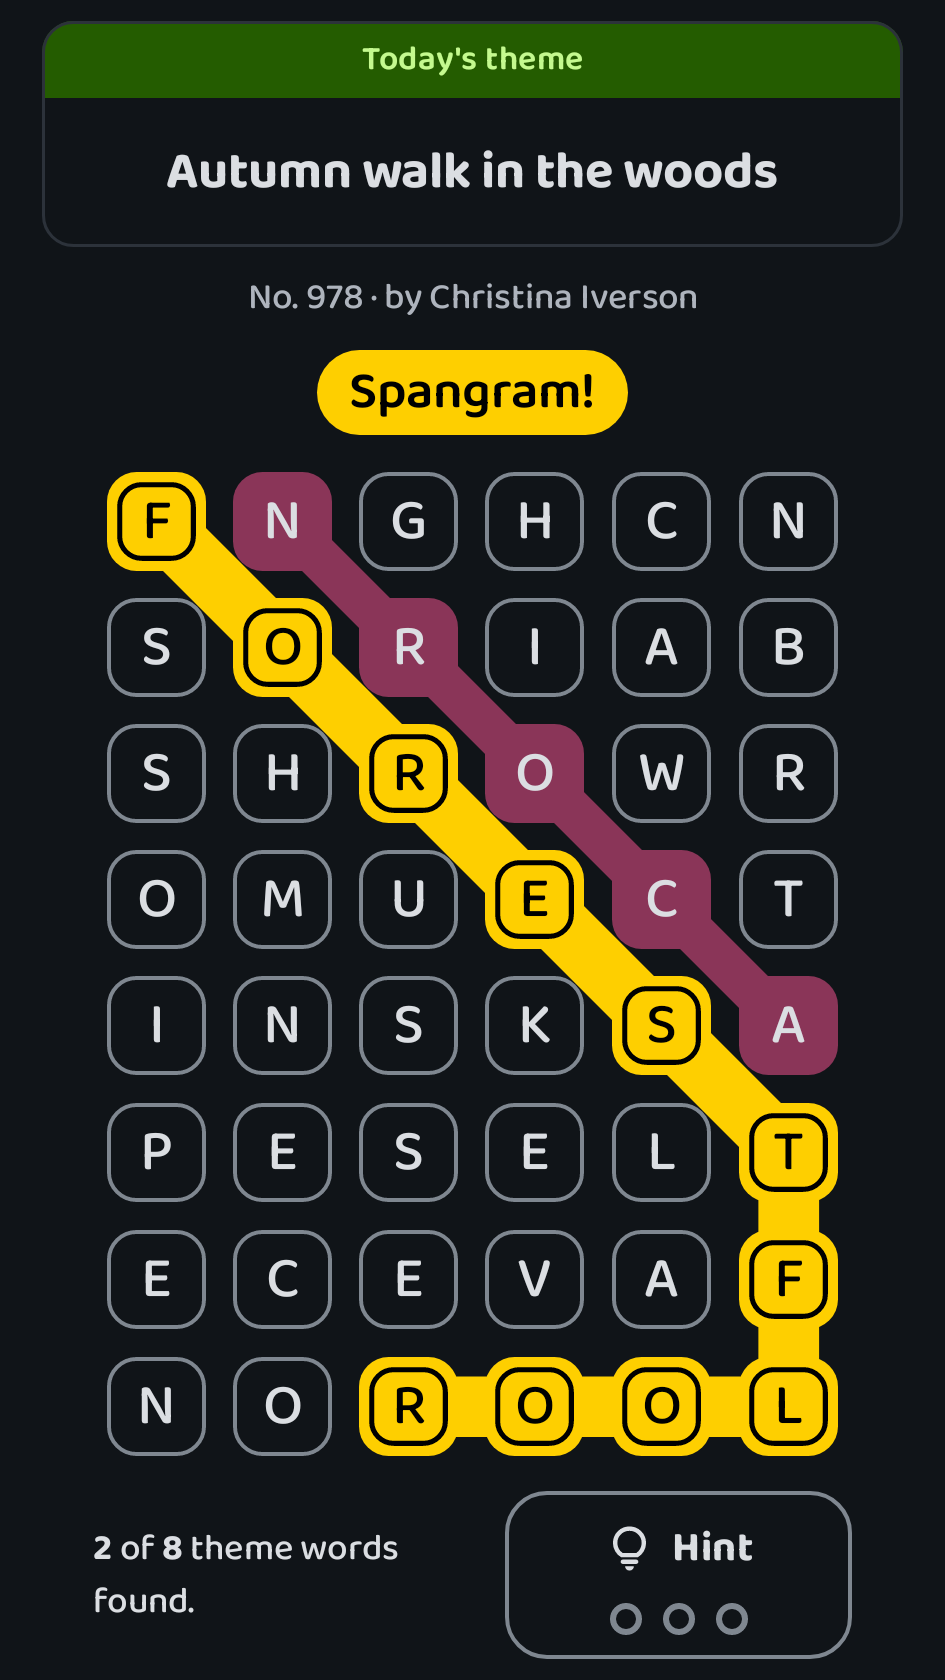 Today's theme
Autumn walk in the woods
No. 978 · by Christina Iverson
Spangram!
F N G H C N
S O R I A B
S H R O W R
O M U E C T
I N S K S A
P E S E L T
E C E V A F
N O R O O L
2 of 8 theme words
found.
Hint